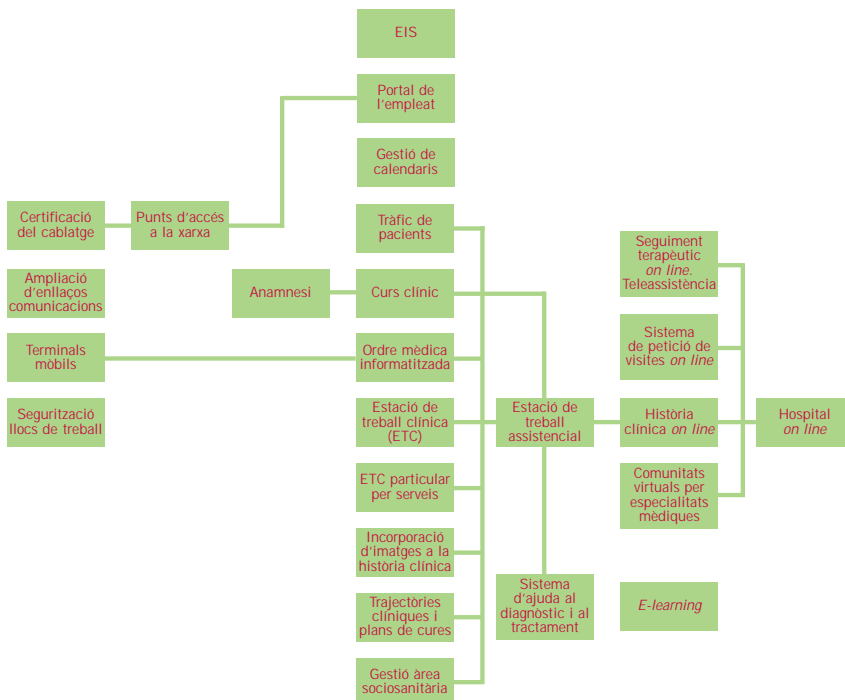 EIS
Portal de
l'empleat
Gestió de
calendaris
Certificació
del cablatge
Punts d'accés
a la xarxa
Tràfic de
pacients
Seguiment
terapèutic
on line.
Teleassistència
Ampliació
d'enllaços
comunicacions
Anamnesi
Curs clínic
Terminals
mòbils
Ordre mèdica
informatitzada
Sistema
de petició de
visites on line
Seguritzacíó
llocs de treball
Estació de
treball clínica
(ETC)
Estació de
treball
assistencial
Història
clínica on line
Hospital
on line
ETC particular
per serveis
Comunitats
virtuals per
especialitats
mèdiques
Incorporació
d'imatges a la
història clínica
Trajectòries
clíniques i
plans de cures
Sistema
d'ajuda al
diagnòstic i al
tractament
E-learning
Gestió àrea
sociosanitària